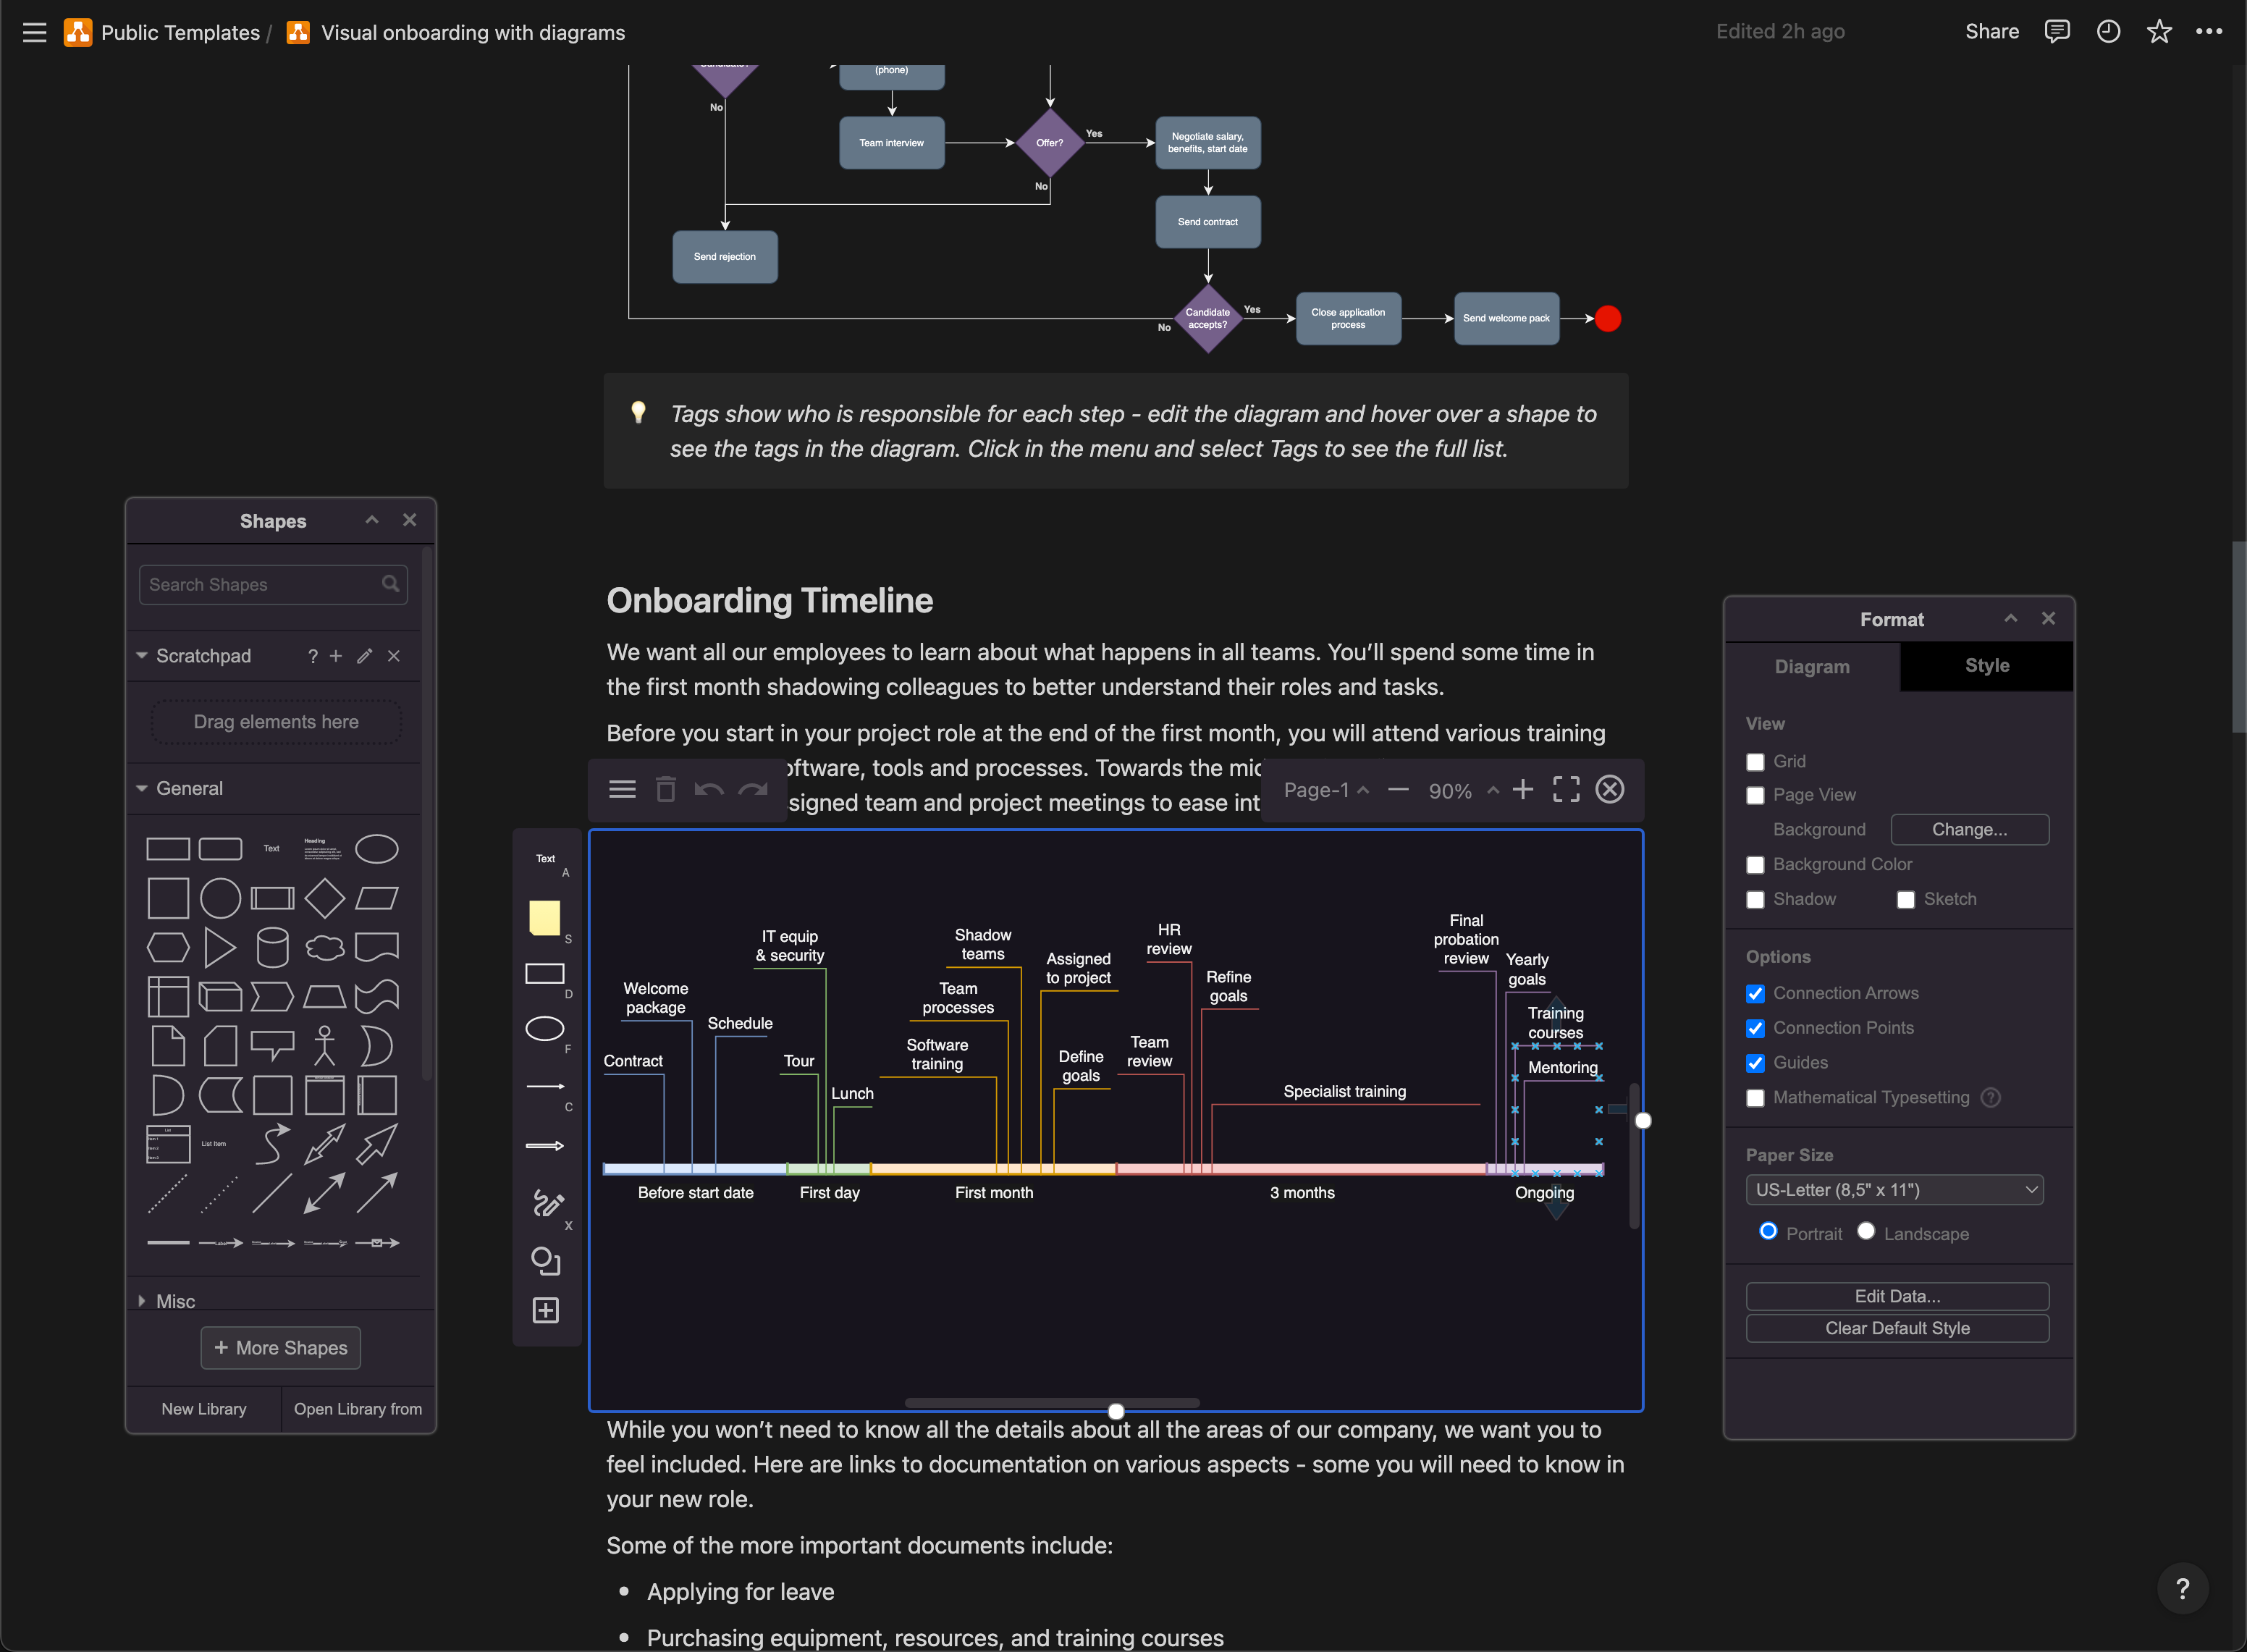 Public Templates / Visual onboarding with diagrams
Edited 2h ago
Share
(phone)
No
Team interview
Offer?
Yes
Negotiate salary,
benefits, start date
No
Send contract
Send rejection
Candidate
accepts?
Yes
No
Close application
process
Send welcome pack
Tags show who is responsible for each step - edit the diagram and hover over a shape to
see the tags in the diagram. Click in the menu and select Tags to see the full list.
Shapes
Search Shapes
Scratchpad
?
Drag elements here
General
Text
Heading
List
List Item
Misc
+ More Shapes
New Library
Open Library from
Onboarding Timeline
We want all our employees to learn about what happens in all teams. You’ll spend some time in
the first month shadowing colleagues to better understand their roles and tasks.
Before you start in your project role at the end of the first month, you will attend various training
ftware, tools and processes. Towards the mid
signed team and project meetings to ease int
Page-1
90%
Text
A
S
D
F
C
X
Welcome
package
Contract
Schedule
IT equip
& security
Tour
Lunch
Shadow
teams
Team
processes
Software
training
Assigned
to project
Define
goals
HR
review
Team
review
Refine
goals
Specialist training
Final
probation
review
Yearly
goals
Training
courses
Mentoring
Before start date
First day
First month
3 months
Ongoing
While you won’t need to know all the details about all the areas of our company, we want you to
feel included. Here are links to documentation on various aspects - some you will need to know in
your new role.
Some of the more important documents include:
• Applying for leave
• Purchasing equipment, resources, and training courses
Format
Diagram
Style
View
Grid
Page View
Background
Change...
Background Color
Shadow
Sketch
Options
Connection Arrows
Connection Points
Guides
Mathematical Typesetting
?
Paper Size
US-Letter (8,5" x 11")
Portrait
Landscape
Edit Data...
Clear Default Style
?